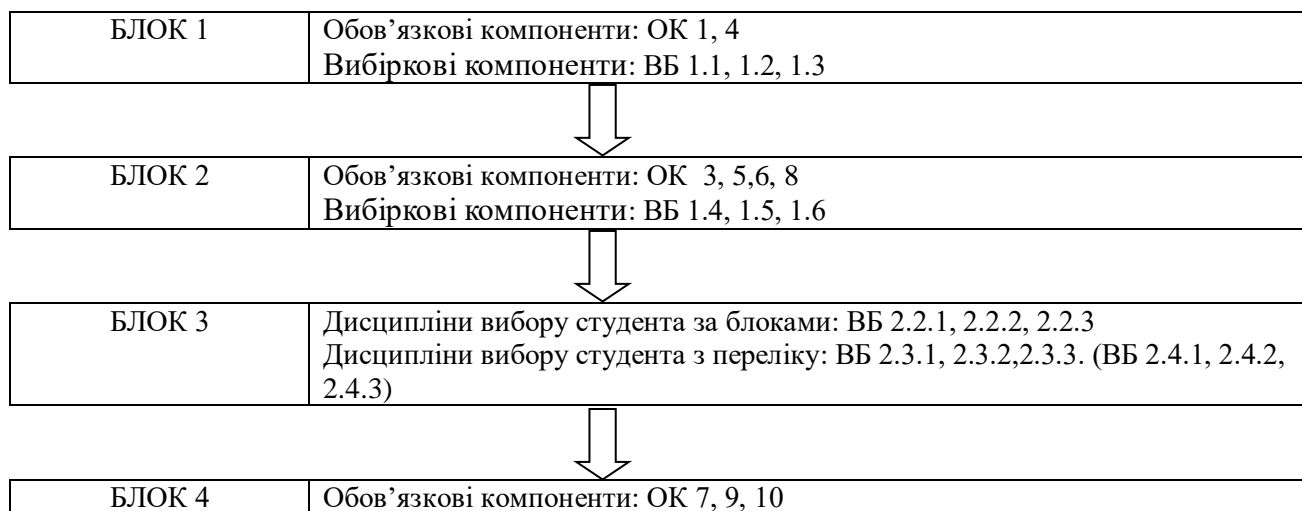 БЛОК 1
Обов’язкові компоненти: ОК 1, 4
Вибіркові компоненти: ВБ 1.1, 1.2, 1.3
БЛОК 2
Обов’язкові компоненти: ОК 3, 5,6, 8
Вибіркові компоненти: ВБ 1.4, 1.5, 1.6
БЛОК 3
Дисципліни вибору студента за блоками: ВБ 2.2.1, 2.2.2, 2.2.3
Дисципліни вибору студента з переліку: ВБ 2.3.1, 2.3.2,2.3.3. (ВБ 2.4.1, 2.4.2,
2.4.3)
БЛОК 4
Обов’язкові компоненти: ОК 7, 9, 10